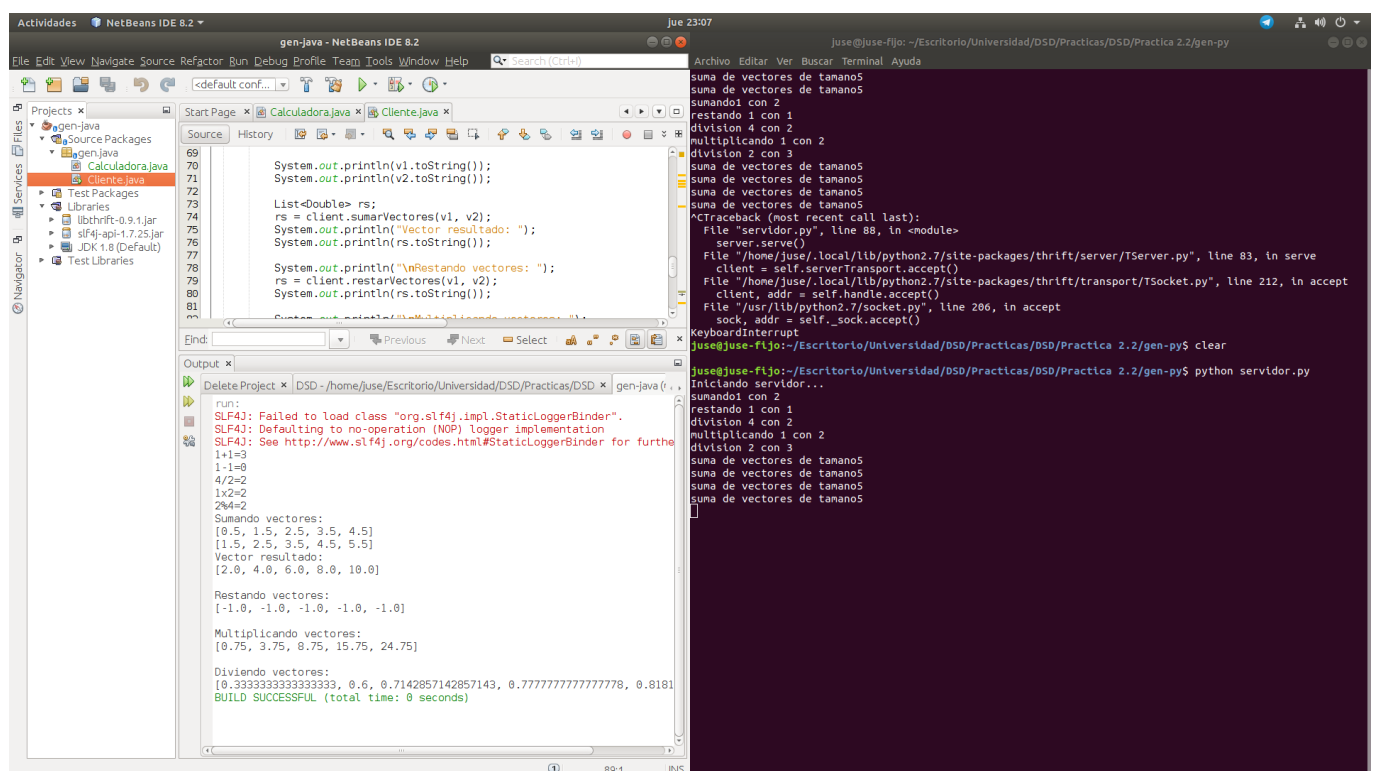 Actividades NetBeans IDE 8.2 jue 23:07
gen-java - NetBeans IDE 8.2
File Edit View Navigate Source Refactor Run Debug Profile Team Tools Window Help Search (Ctrl+I)
<default conf...
Projects
gen-java
Source Packages
gen.java
Calculadora.java
Cliente.java
Test Packages
Libraries
libthrift-0.9.1.jar
slf4j-api-1.7.25.jar
JDK 1.8 (Default)
Test Libraries
Files
Services
Navigator
Start Page Calculadora.java Cliente.java
Source History
69
70 System.out.println(v1.toString());
71 System.out.println(v2.toString());
72
73 List<Double> rs;
74 rs = client.sumarVectores(v1, v2);
75 System.out.println("Vector resultado: ");
76 System.out.println(rs.toString());
77
78 System.out.println("\nRestando vectores: ");
79 rs = client.restarVectores(v1, v2);
80 System.out.println(rs.toString());
81
Find: Previous Next Select
Output
Delete Project DSD - /home/juse/Escritorio/Universidad/DSD/Practicas/DSD gen-java (
run:
SLF4J: Failed to load class "org.slf4j.impl.StaticLoggerBinder".
SLF4J: Defaulting to no-operation (NOP) logger implementation
SLF4J: See http://www.slf4j.org/codes.html#StaticLoggerBinder for furthe
1+1=3
1-1=0
4/2=2
1x2=2
2%4=2
Sumando vectores:
[0.5, 1.5, 2.5, 3.5, 4.5]
[1.5, 2.5, 3.5, 4.5, 5.5]
Vector resultado:
[2.0, 4.0, 6.0, 8.0, 10.0]
Restando vectores:
[-1.0, -1.0, -1.0, -1.0, -1.0]
Multiplicando vectores:
[0.75, 3.75, 8.75, 15.75, 24.75]
Dividendo vectores:
[0.3333333333333333, 0.6, 0.7142857142857143, 0.7777777777777778, 0.8181
BUILD SUCCESSFUL (total time: 0 seconds)
89:1 INS
juse@juse-fijo: ~/Escritorio/Universidad/DSD/Practicas/DSD/Practica 2.2/gen-py
Archivo Editar Ver Buscar Terminal Ayuda
suma de vectores de tamano5
suma de vectores de tamano5
sumando1 con 2
restando 1 con 1
division 4 con 2
multiplicando 1 con 2
division 2 con 3
suma de vectores de tamano5
suma de vectores de tamano5
suma de vectores de tamano5
suma de vectores de tamano5
^CTraceback (most recent call last):
File "servidor.py", line 88, in <module>
server.serve()
File "/home/juse/.local/lib/python2.7/site-packages/thrift/server/TServer.py", line 83, in serve
client = self.serverTransport.accept()
File "/home/juse/.local/lib/python2.7/site-packages/thrift/transport/TSocket.py", line 212, in accept
client, addr = self.handle.accept()
File "/usr/lib/python2.7/socket.py", line 206, in accept
sock, addr = self._sock.accept()
KeyboardInterrupt
juse@juse-fijo:~/Escritorio/Universidad/DSD/Practicas/DSD/Practica 2.2/gen-py$ clear
juse@juse-fijo:~/Escritorio/Universidad/DSD/Practicas/DSD/Practica 2.2/gen-py$ python servidor.py
Iniciando servidor...
sumando1 con 2
restando 1 con 1
division 4 con 2
multiplicando 1 con 2
division 2 con 3
suma de vectores de tamano5
suma de vectores de tamano5
suma de vectores de tamano5
suma de vectores de tamano5